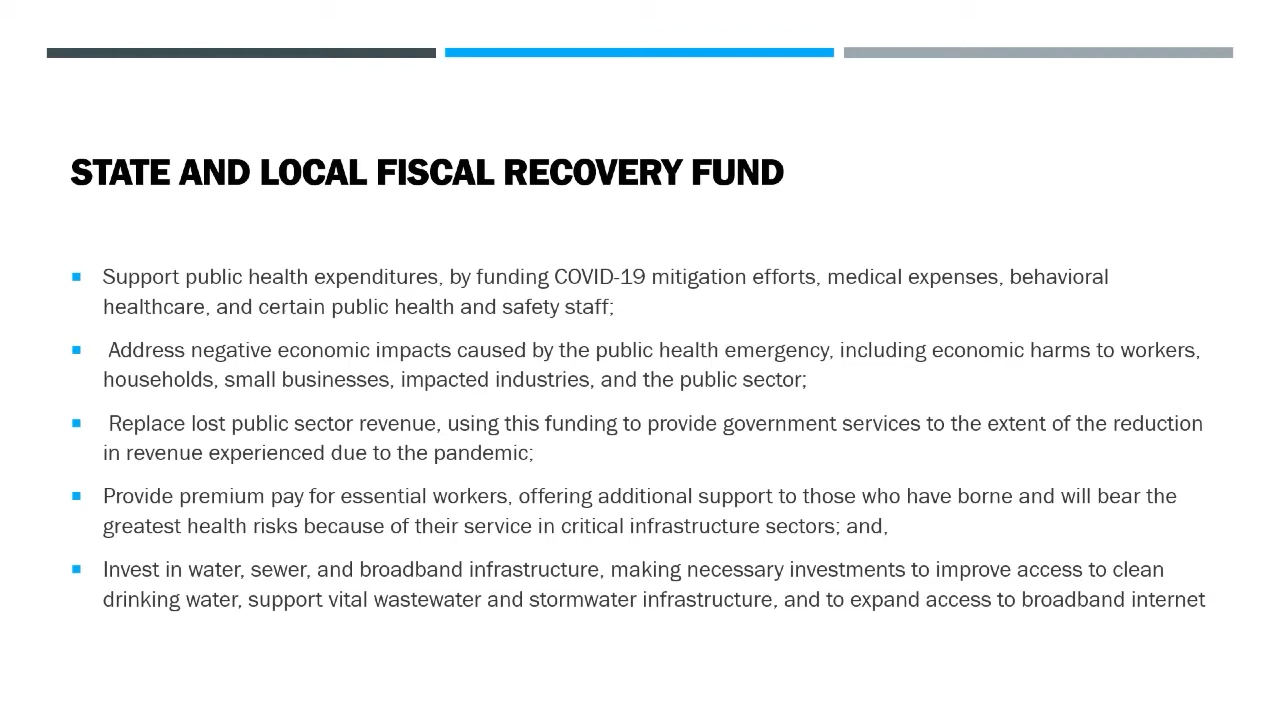 STATE AND LOCAL FISCAL RECOVERY FUND
Support public health expenditures, by funding COVID-19 mitigation efforts, medical expenses, behavioral
healthcare, and certain public health and safety staff;
Address negative economic impacts caused by the public health emergency, including economic harms to workers,
households, small businesses, impacted industries, and the public sector;
Replace lost public sector revenue, using this funding to provide government services to the extent of the reduction
in revenue experienced due to the pandemic;
Provide premium pay for essential workers, offering additional support to those who have borne and will bear the
greatest health risks because of their service in critical infrastructure sectors; and,
Invest in water, sewer, and broadband infrastructure, making necessary investments to improve access to clean
drinking water, support vital wastewater and stormwater infrastructure, and to expand access to broadband internet